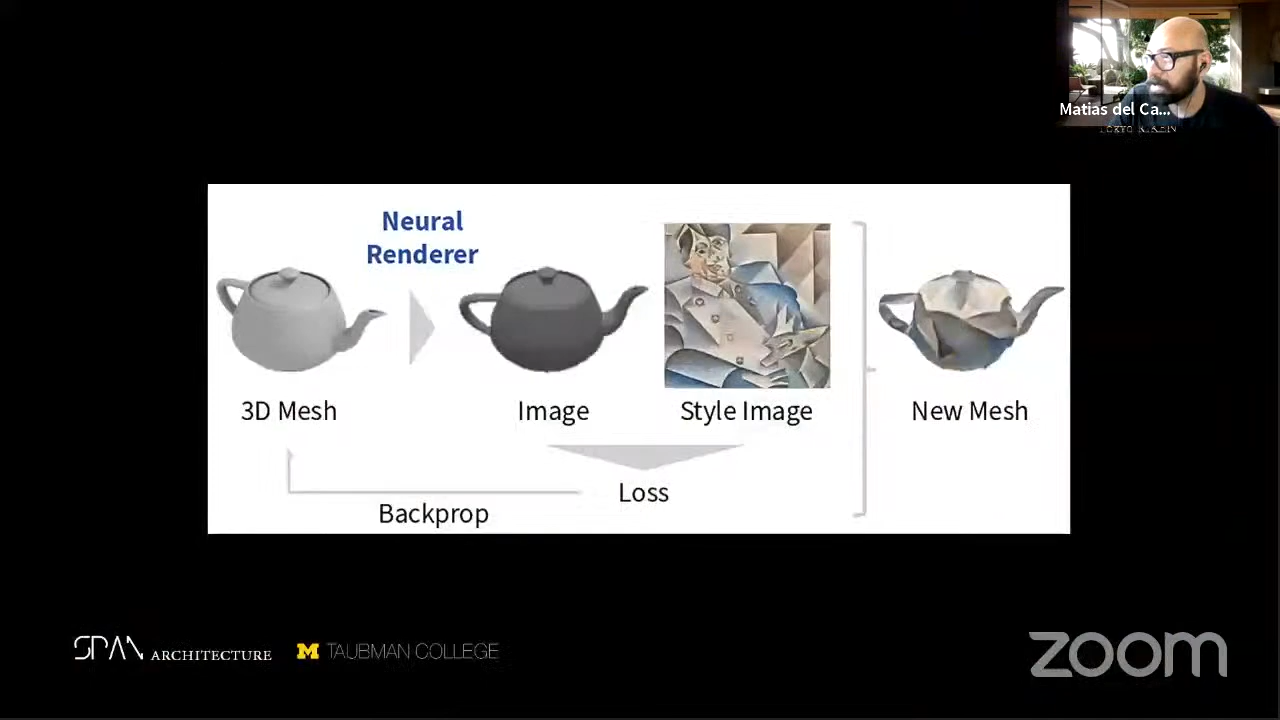 Matias del Ca...
Neural
Renderer
3D Mesh
Image
Style Image
New Mesh
Loss
Backprop
SPAN ARCHITECTURE
M TAUBMAN COLLEGE
zoom